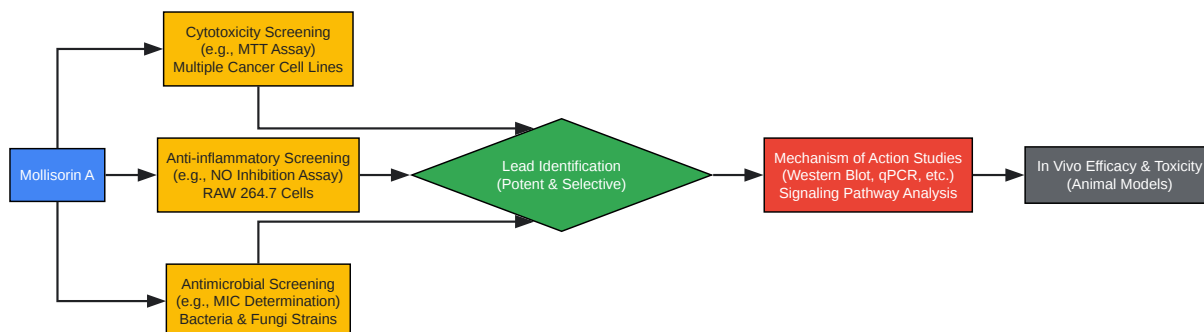 Cytotoxicity Screening
(e.g., MTT Assay)
Multiple Cancer Cell Lines
Mollisorin A
Anti-inflammatory Screening
(e.g., NO Inhibition Assay)
RAW 264.7 Cells
Antimicrobial Screening
(e.g., MIC Determination)
Bacteria & Fungi Strains
Lead Identification
(Potent & Selective)
Mechanism of Action Studies
(Western Blot, qPCR, etc.)
Signaling Pathway Analysis
In Vivo Efficacy & Toxicity
(Animal Models)